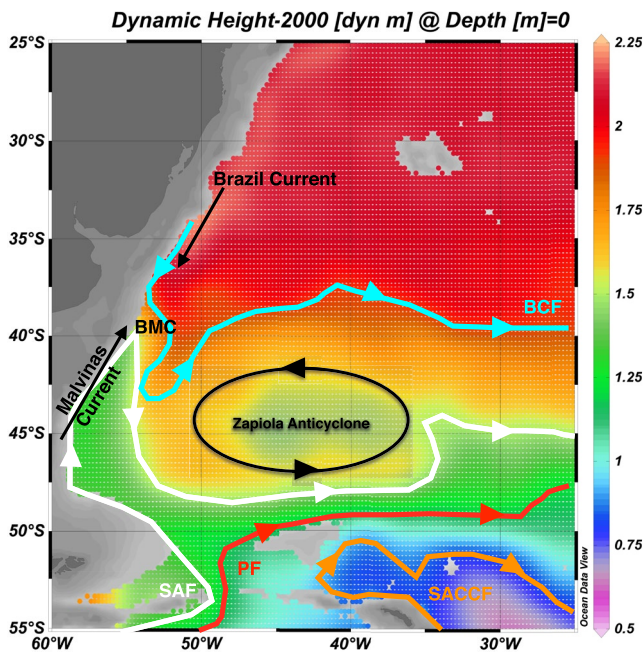 Dynamic Height-2000 [dyn m] @ Depth [m]=0
25°S
30°S
35°S
40°S
45°S
50°S
55°S
60°W
50°W
40°W
30°W
2.25
2
1.75
1.5
1.25
1
0.75
0.5
Brazil Current
BMC
BCF
Malvinas
Current
Zapiola Anticyclone
SAF
PF
SACCF
Ocean Data View